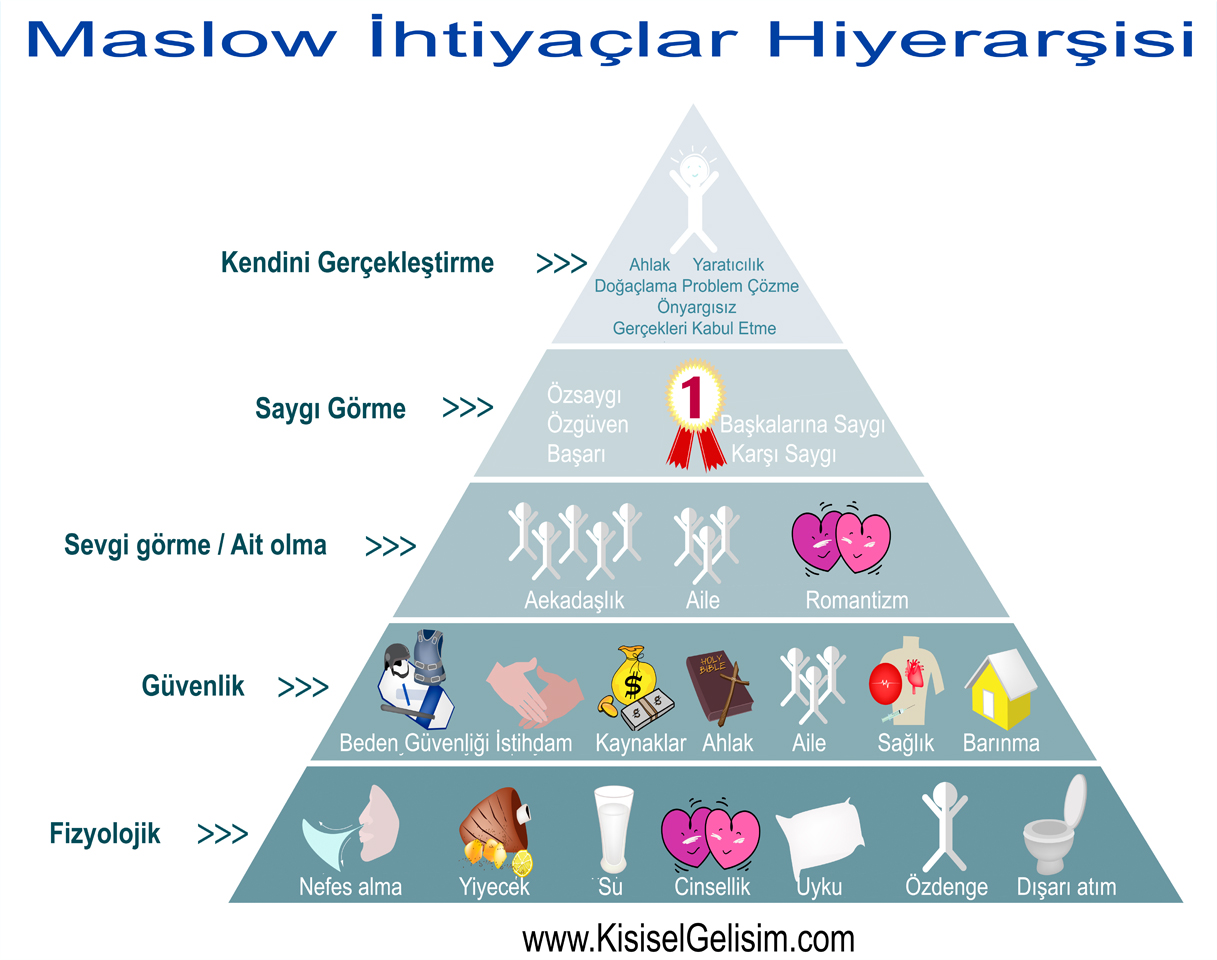 Maslow İhtiyaçlar Hiyerarşisi
Kendini Gerçekleştirme >>>
Ahlak Yaratıcılık
Doğaçlama Problem Çözme
Önyargısız
Gerçekleri Kabul Etme
Saygı Görme >>>
Özsaygı
Özgüven
Başarı
1
Başkalarına Saygı
Karşı Saygı
Sevgi görme / Ait olma >>>
Aekadaşlık Aile Romantizm
Güvenlik >>>
HOLY
BIBLE
$
$ $
Beden Güvenliği İstihdam Kaynaklar Ahlak Aile Sağlık Barınma
Fizyolojik >>>
Nefes alma Yiyecek Su Cinsellik Uyku Özdenge Dışarı atım
www.KisiselGelisim.com